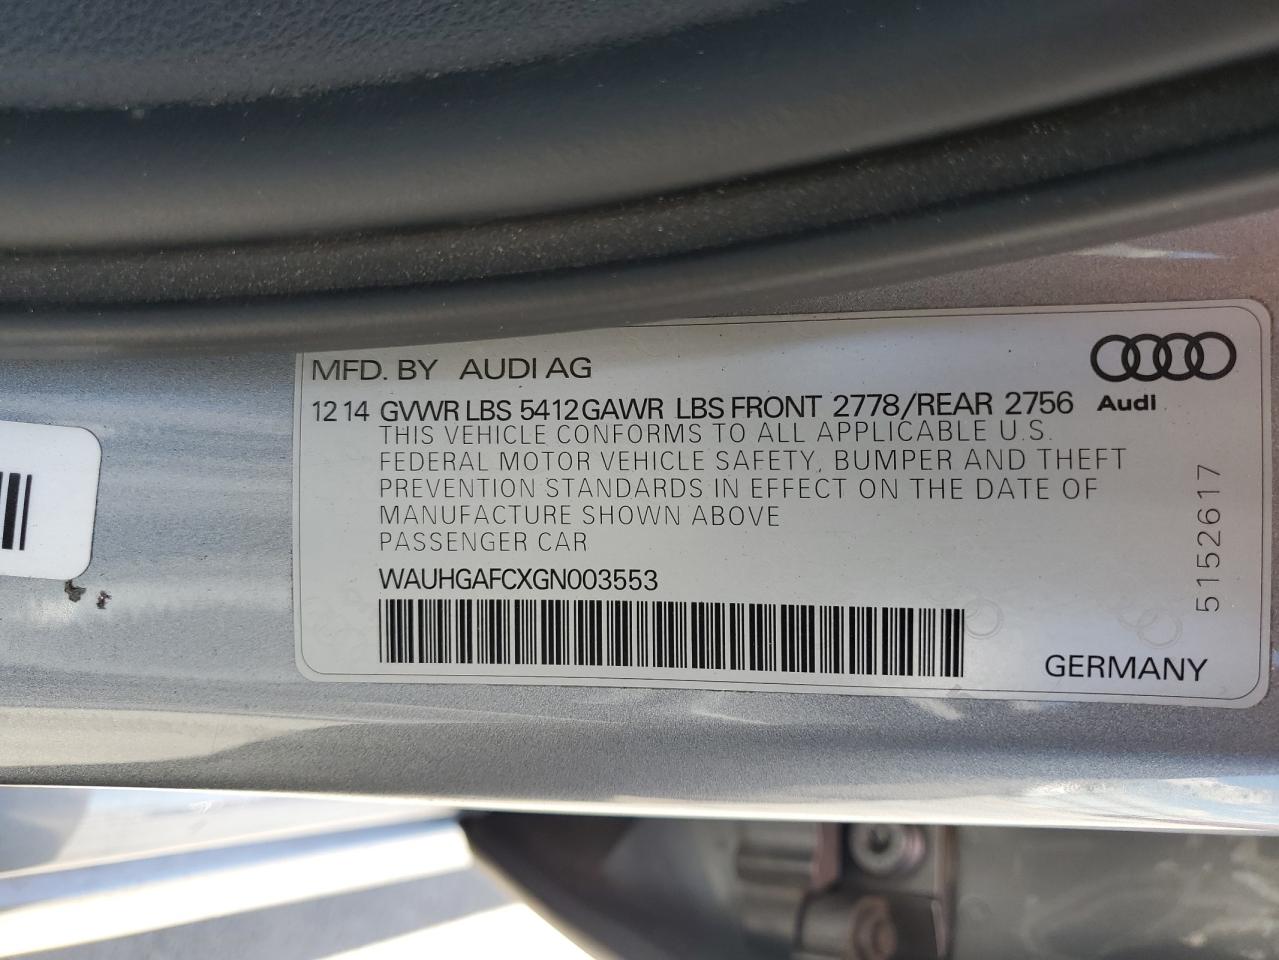 MFD. BY AUDI AG
12 14 GVWR LBS 5412 GAWR LBS FRONT 2778/REAR 2756
Audi
THIS VEHICLE CONFORMS TO ALL APPLICABLE U.S.
FEDERAL MOTOR VEHICLE SAFETY, BUMPER AND THEFT
PREVENTION STANDARDS IN EFFECT ON THE DATE OF
MANUFACTURE SHOWN ABOVE
PASSENGER CAR
WAUHGAFCXGN003553
GERMANY
5152617